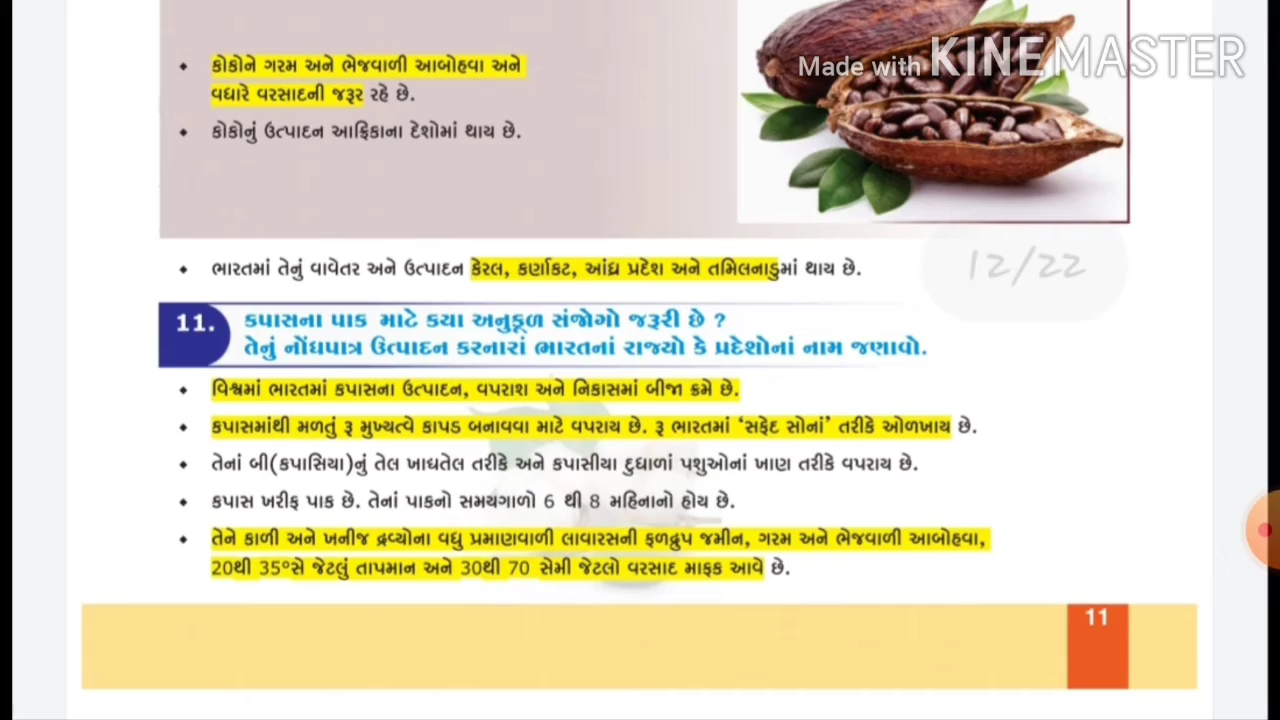 Made with KINEMASTER
કોકોને ગરમ અને ભેજવાળી આબોહવા અને
વધારે વરસાદની જરૂર રહે છે.
કોકોનું ઉત્પાદન આફ્રિકાના દેશોમાં થાય છે.
ભારતમાં તેનું વાવેતર અને ઉત્પાદન કેરલ, કર્ણાકટ, આંધ્ર પ્રદેશ અને તમિલનાડુમાં થાય છે.
12/22
11. કપાસના પાક માટે કયા અનુકૂળ સંજોગો જરૂરી છે ?
તેનું નોંધપાત્ર ઉત્પાદન કરનારાં ભારતનાં રાજ્યો કે પ્રદેશોનાં નામ જણાવો.
વિશ્વમાં ભારતમાં કપાસના ઉત્પાદન, વપરાશ અને નિકાસમાં બીજા ક્રમે છે.
કપાસમાંથી મળતું રૂ મુખ્યત્વે કાપડ બનાવવા માટે વપરાય છે. રૂ ભારતમાં ‘સફેદ સોનાં’ તરીકે ઓળખાય છે.
તેનાં બી(કપાસિયા)નું તેલ ખાદ્યતેલ તરીકે અને કપાસીયા દુધાળાં પશુઓનાં ખાણ તરીકે વપરાય છે.
કપાસ ખરીફ પાક છે. તેનાં પાકનો સમયગાળો 6 થી 8 મહિનાનો હોય છે.
તેને કાળી અને ખનીજ દ્રવ્યોના વધુ પ્રમાણવાળી લાવારસની ફળદ્રુપ જમીન, ગરમ અને ભેજવાળી આબોહવા,
20થી 35°સે જેટલું તાપમાન અને 30થી 70 સેમી જેટલો વરસાદ માફક આવે છે.
11